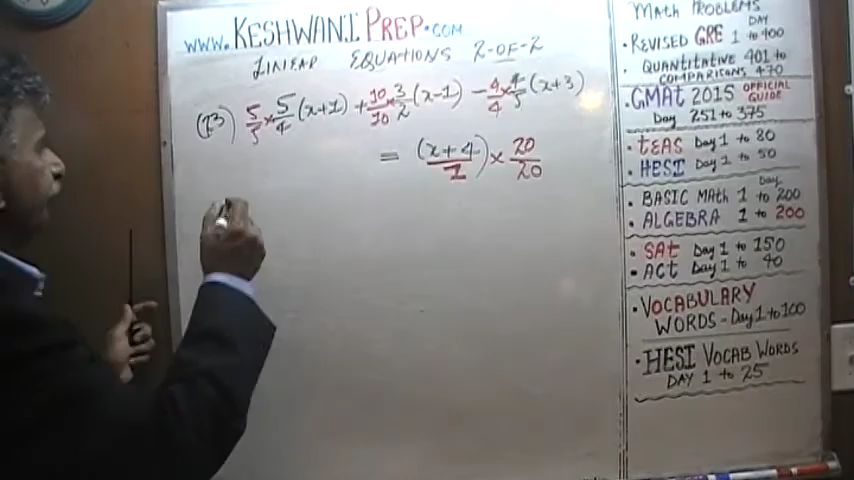 www.KESHWANIPREP.COM
LINEAR EQUATIONS 2-OF-2
(13) 5/5 × 5/4 (x+1) + 10/10 × 3/2 (x-1) - 4/4 × 4/5 (x+3)
= (x+4)/1 × 20/20
MATH PROBLEMS
DAY
• REVISED GRE 1 to 400
• QUANTITATIVE 401 to
COMPARISONS 470
• GMAT 2015 OFFICIAL
GUIDE
Day 251 to 375
• TEAS Day 1 to 80
• HESI Day 1 to 50
Day
• BASIC MATH 1 to 200
• ALGEBRA 1 to 200
• SAt Day 1 to 150
• ACt Day 1 to 40
• VOCABULARY
WORDS - Day 1 to 100
• HESI VOCAB WORDS
DAY 1 to 25